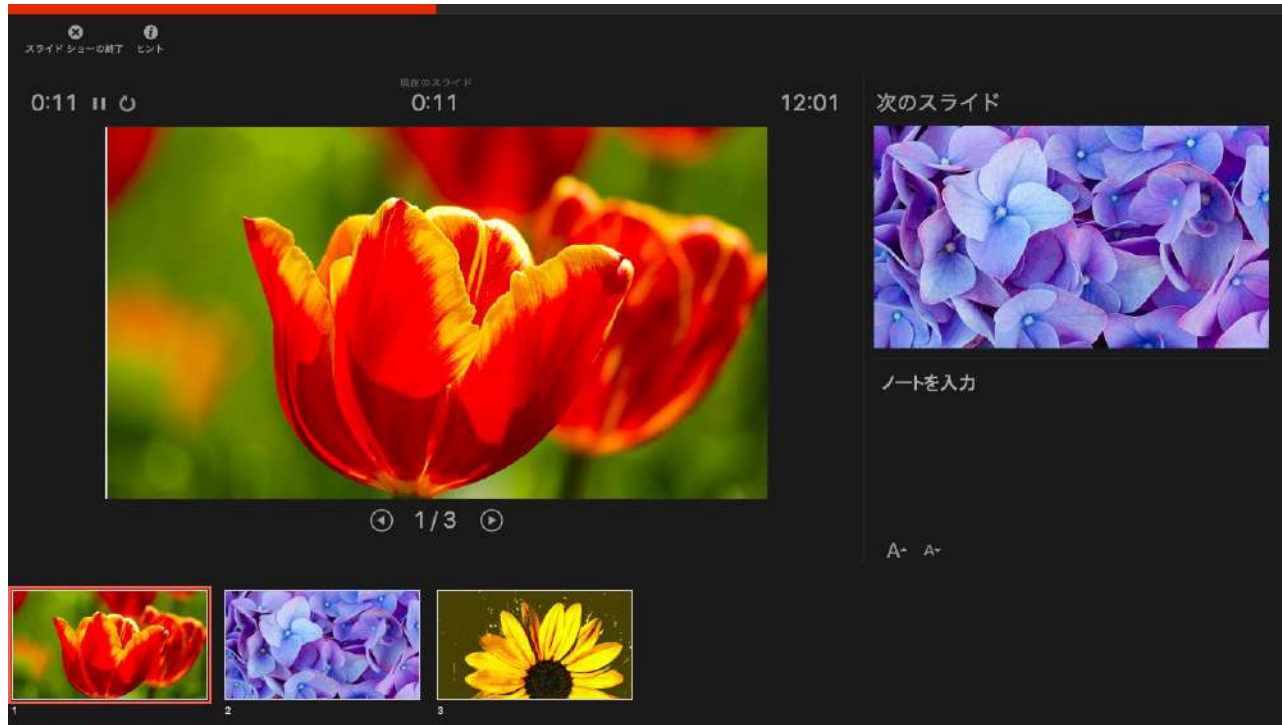 スライド ショーの終了 ヒント
現在のスライド
0:11 0:11 12:01
次のスライド
ノートを入力
1/3
A A
1 2 3